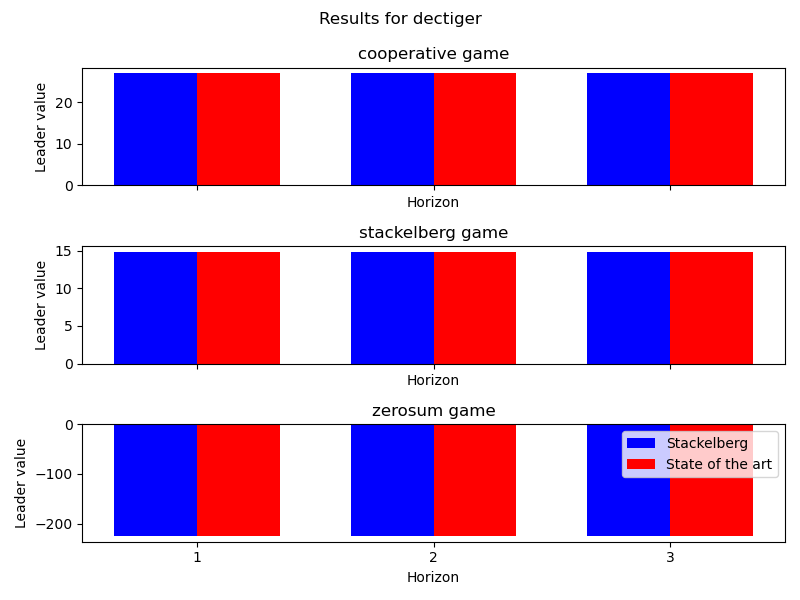 Results for dectiger
cooperative game
Leader value
20
10
0
Horizon
stackelberg game
Leader value
15
10
5
0
Horizon
zerosum game
Leader value
0
−100
−200
Stackelberg
State of the art
1 2 3
Horizon